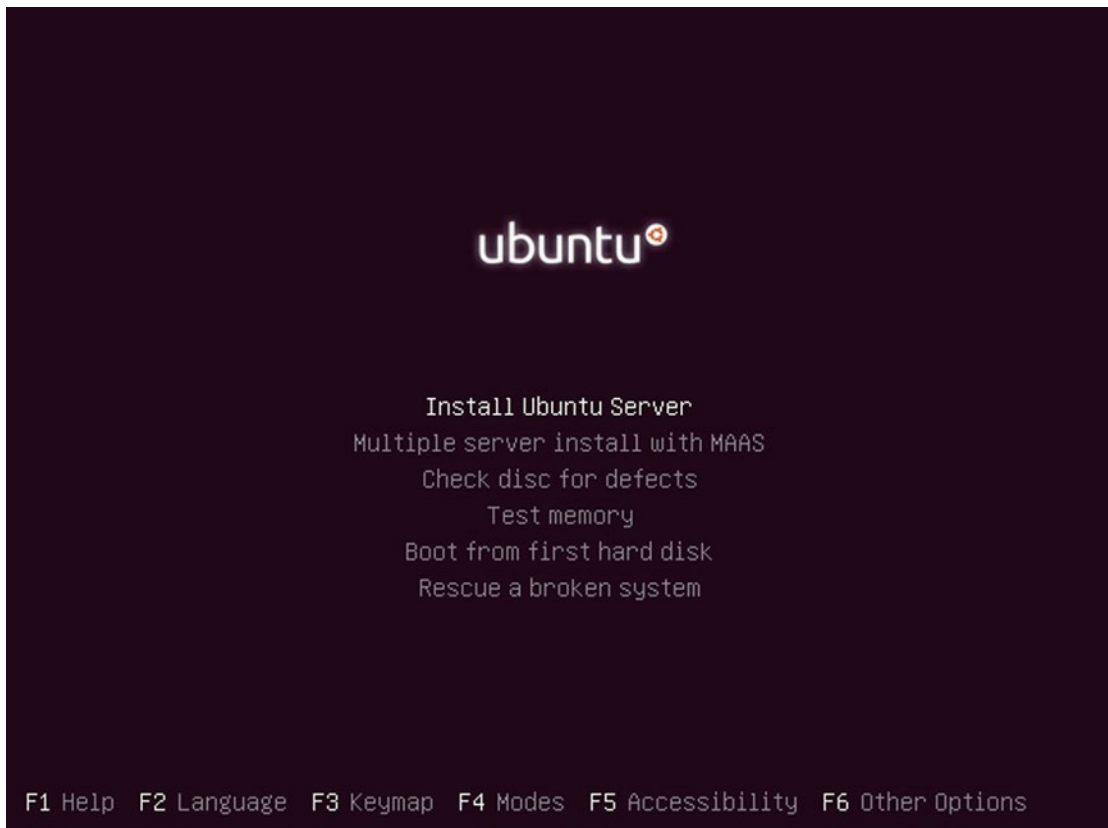 ubuntu
Install Ubuntu Server
Multiple server install with MAAS
Check disc for defects
Test memory
Boot from first hard disk
Rescue a broken system
F1 Help F2 Language F3 Keymap F4 Modes F5 Accessibility F6 Other Options